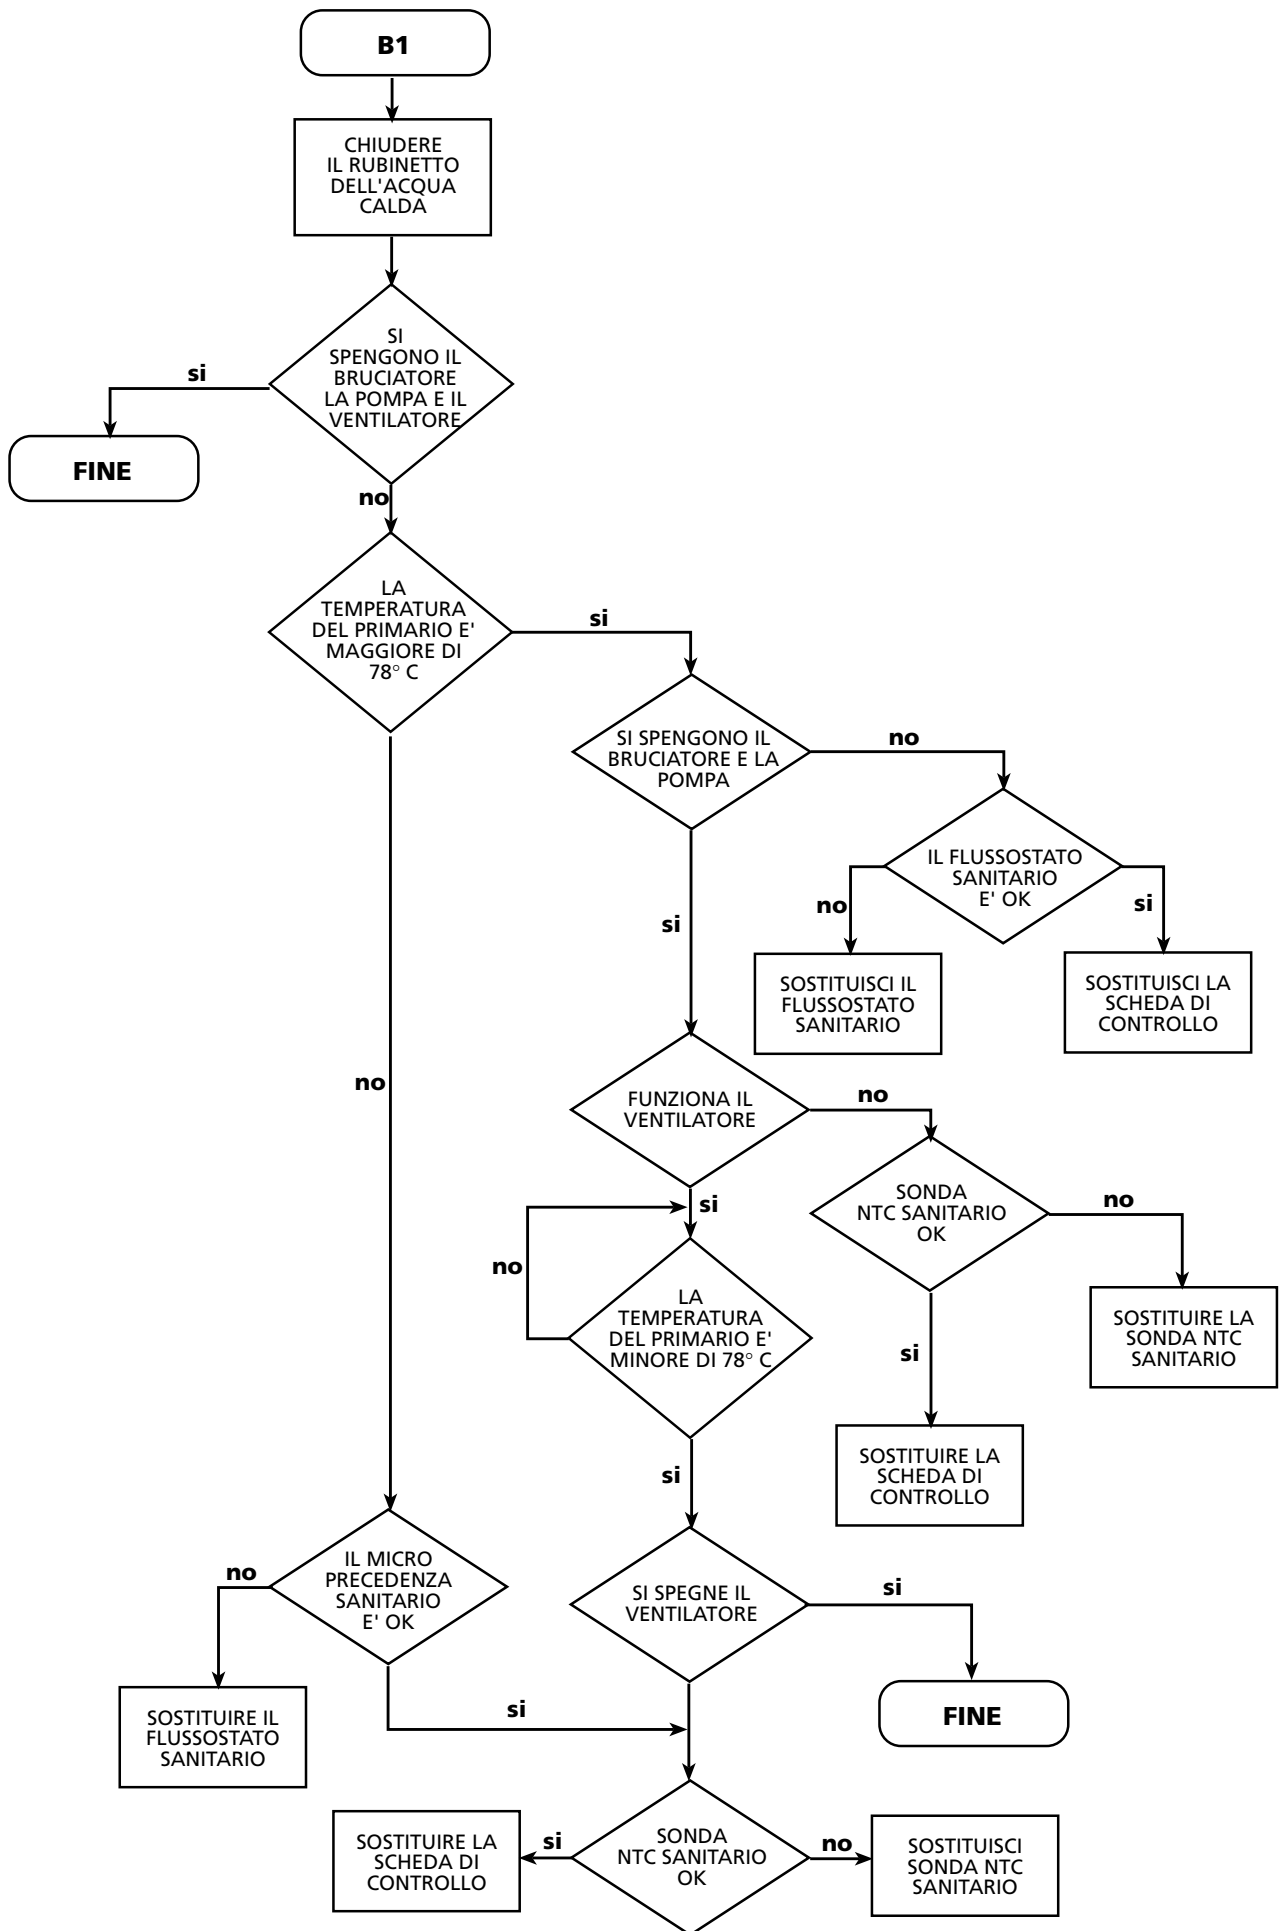 B1
CHIUDERE
IL RUBINETTO
DELL'ACQUA
CALDA
SI
SPENGONO IL
BRUCIATORE
LA POMPA E IL
VENTILATORE
si
FINE
no
LA
TEMPERATURA
DEL PRIMARIO E'
MAGGIORE DI
78° C
si
SI SPENGONO IL
BRUCIATORE E LA
POMPA
no
IL FLUSSOSTATO
SANITARIO
E' OK
no
si
SOSTITUISCI IL
FLUSSOSTATO
SANITARIO
SOSTITUISCI LA
SCHEDA DI
CONTROLLO
si
no
FUNZIONA IL
VENTILATORE
no
SONDA
NTC SANITARIO
OK
no
SOSTITUIRE LA
SONDA NTC
SANITARIO
si
SOSTITUIRE LA
SCHEDA DI
CONTROLLO
si
no
LA
TEMPERATURA
DEL PRIMARIO E'
MINORE DI 78° C
si
IL MICRO
PRECEDENZA
SANITARIO
E' OK
no
SOSTITUIRE IL
FLUSSOSTATO
SANITARIO
si
SI SPEGNE IL
VENTILATORE
si
FINE
SONDA
NTC SANITARIO
OK
si
SOSTITUIRE LA
SCHEDA DI
CONTROLLO
no
SOSTITUISCI
SONDA NTC
SANITARIO